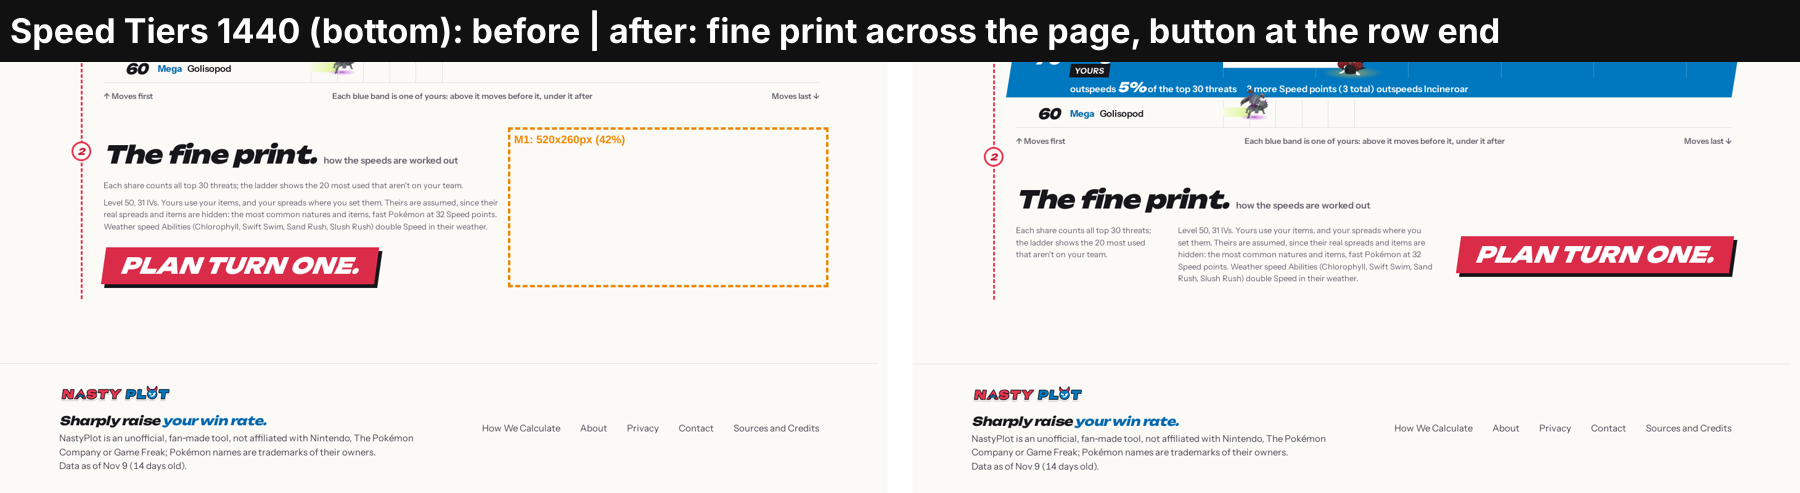 Speed Tiers 1440 (bottom): before | after: fine print across the page, button at the row end
60 Mega Golisopod
↑ Moves first
Each blue band is one of yours: above it moves before it, under it after
Moves last ↓
M1: 520x260px (42%)
2
The fine print. how the speeds are worked out
Each share counts all top 30 threats; the ladder shows the 20 most used that aren't on your team.
Level 50, 31 IVs. Yours use your items, and your spreads where you set them. Theirs are assumed, since their
real spreads and items are hidden: the most common natures and items, fast Pokémon at 32 Speed points.
Weather speed Abilities (Chlorophyll, Swift Swim, Sand Rush, Slush Rush) double Speed in their weather.
PLAN TURN ONE.
NASTY PLOT
Sharply raise your win rate.
NastyPlot is an unofficial, fan-made tool, not affiliated with Nintendo, The Pokémon
Company or Game Freak; Pokémon names are trademarks of their owners.
Data as of Nov 9 (14 days old).
How We Calculate
About
Privacy
Contact
Sources and Credits
YOURS
outspeeds 5% of the top 30 threats
more Speed points (3 total) outspeeds Incineroar
60 Mega Golisopod
↑ Moves first
Each blue band is one of yours: above it moves before it, under it after
Moves last ↓
2
The fine print. how the speeds are worked out
Each share counts all top 30 threats;
the ladder shows the 20 most used
that aren't on your team.
Level 50, 31 IVs. Yours use your items, and your spreads where you
set them. Theirs are assumed, since their real spreads and items are
hidden: the most common natures and items, fast Pokémon at 32
Speed points. Weather speed Abilities (Chlorophyll, Swift Swim, Sand
Rush, Slush Rush) double Speed in their weather.
PLAN TURN ONE.
NASTY PLOT
Sharply raise your win rate.
NastyPlot is an unofficial, fan-made tool, not affiliated with Nintendo, The Pokémon
Company or Game Freak; Pokémon names are trademarks of their owners.
Data as of Nov 9 (14 days old).
How We Calculate
About
Privacy
Contact
Sources and Credits